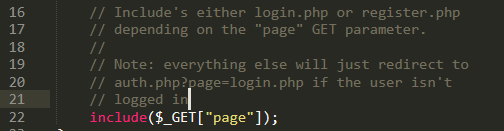 16 // Include's either login.php or register.php
17 // depending on the "page" GET parameter.
18 //
19 // Note: everything else will just redirect to
20 // auth.php?page=login.php if the user isn't
21 // logged in
22 include($_GET["page"]);